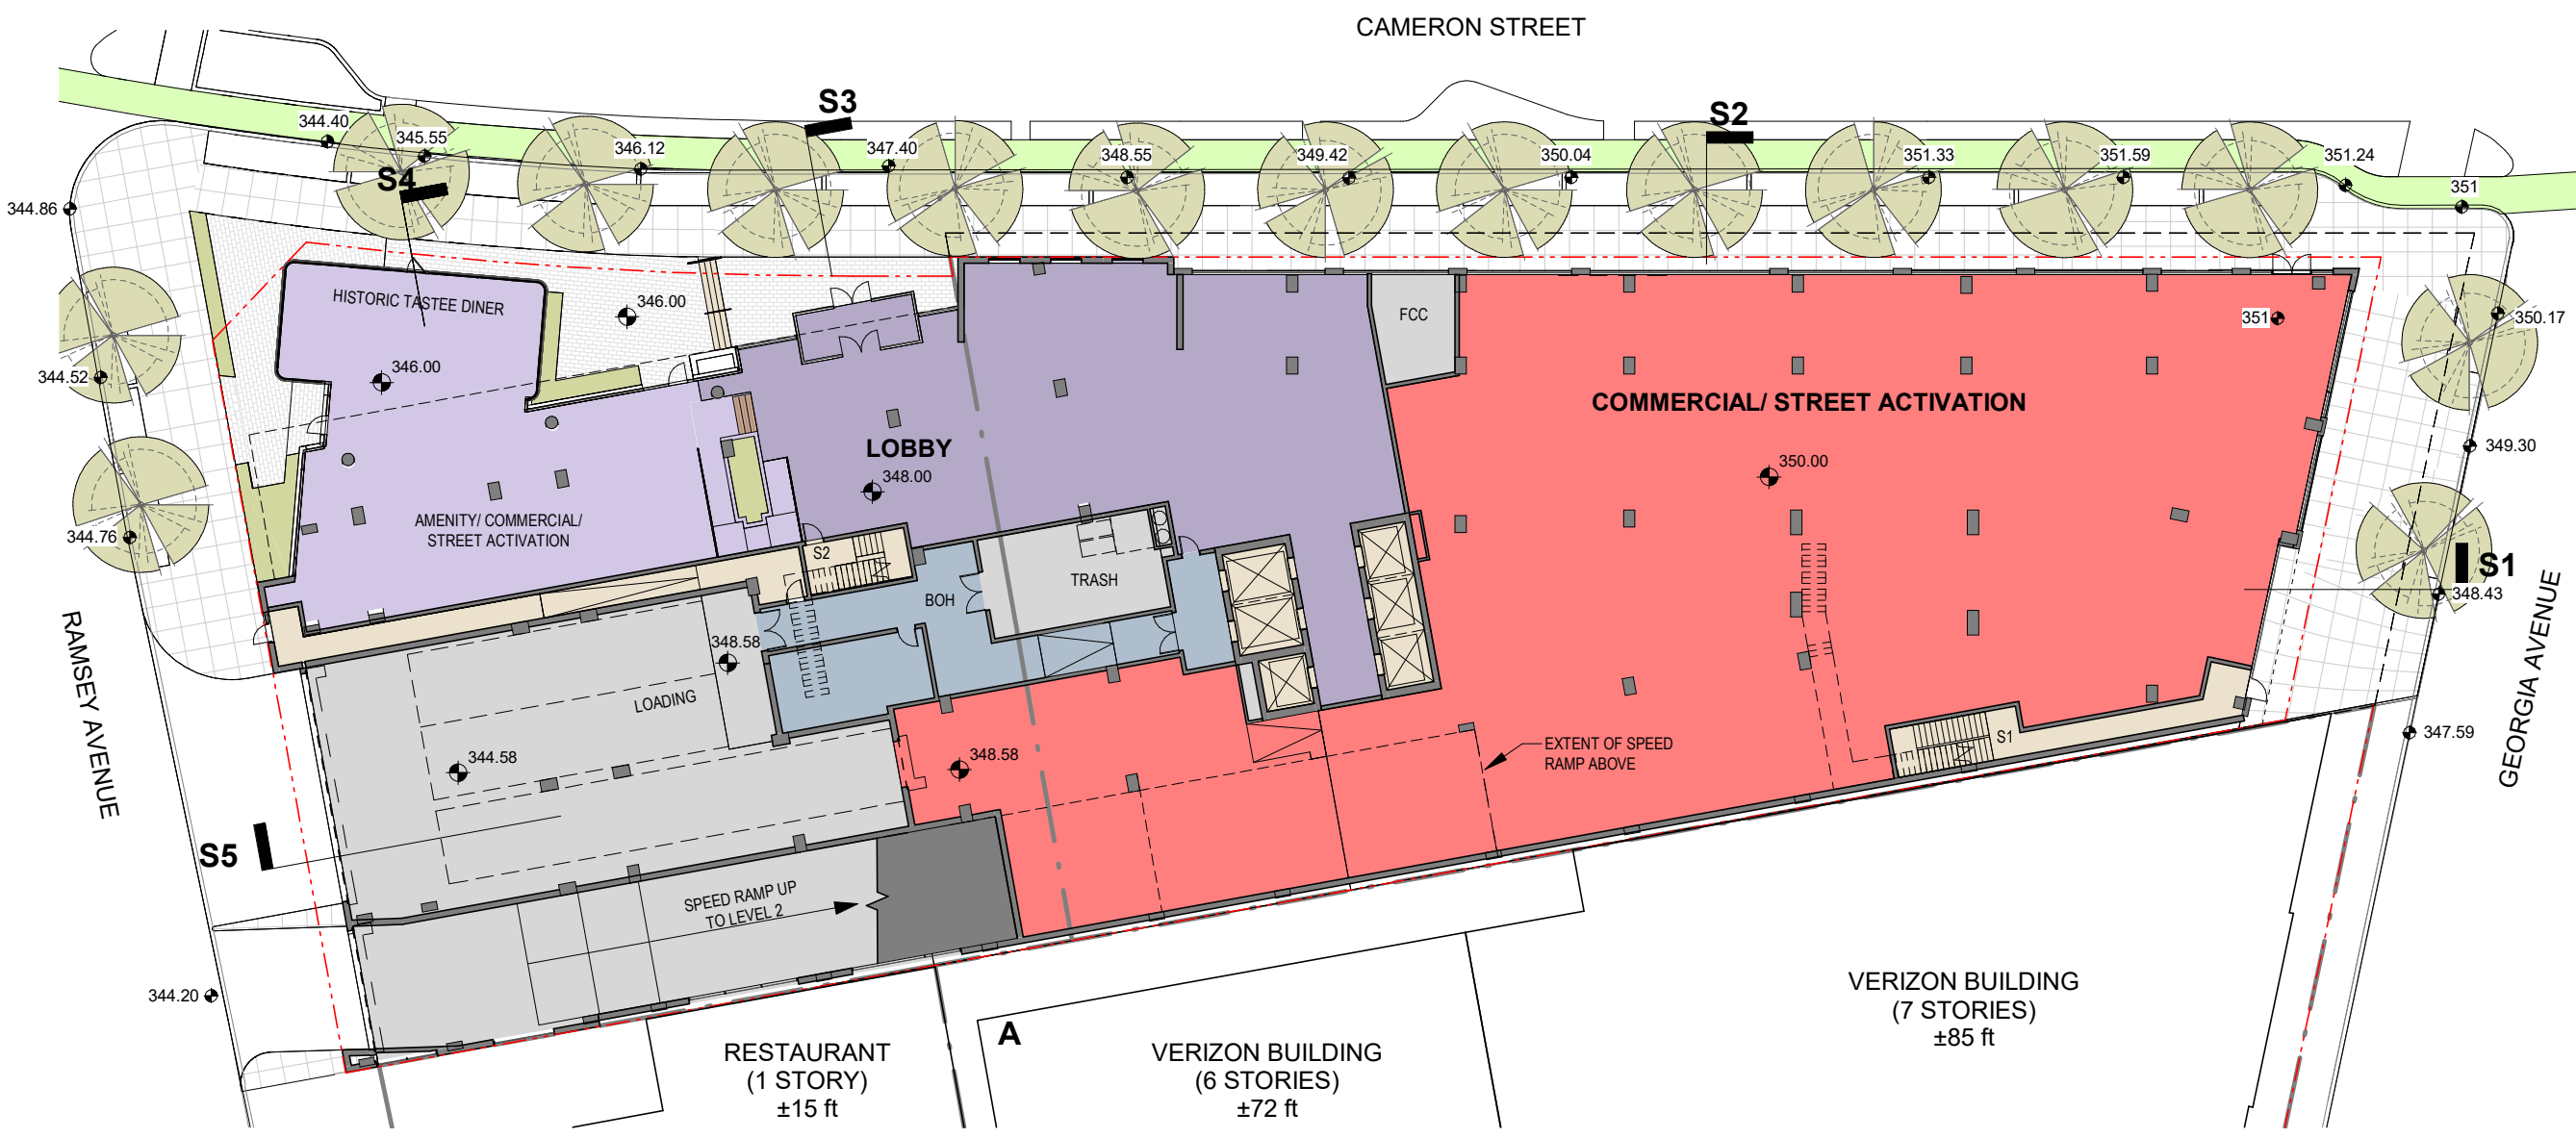 CAMERON STREET
S3
S2
344.40
345.55
346.12
347.40
348.55
349.42
350.04
351.33
351.59
351.24
351
S4
344.86
HISTORIC TASTEE DINER
346.00
346.00
FCC
351
350.17
344.52
COMMERCIAL/ STREET ACTIVATION
LOBBY
348.00
350.00
349.30
AMENITY/ COMMERCIAL/
STREET ACTIVATION
344.76
S2
TRASH
BOH
S1
348.43
RAMSEY AVENUE
GEORGIA AVENUE
348.58
LOADING
344.58
348.58
EXTENT OF SPEED
RAMP ABOVE
S1
347.59
S5
SPEED RAMP UP
TO LEVEL 2
344.20
A
RESTAURANT
(1 STORY)
±15 ft
VERIZON BUILDING
(6 STORIES)
±72 ft
VERIZON BUILDING
(7 STORIES)
±85 ft